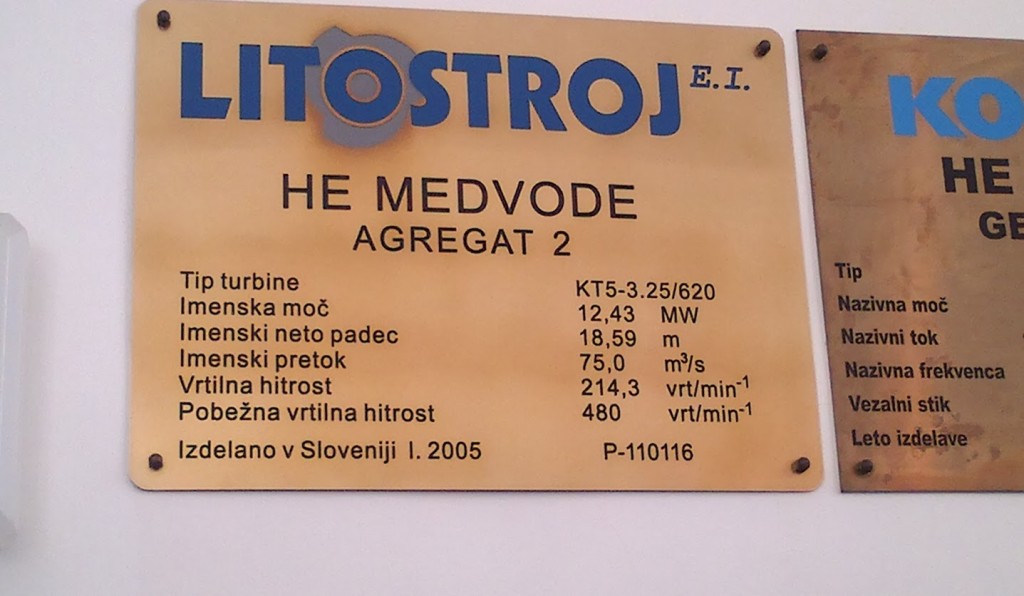 LITOSTROJ E.I.
HE MEDVODE
AGREGAT 2
Tip turbine KT5-3.25/620
Imenska moč 12,43 MW
Imenski neto padec 18,59 m
Imenski pretok 75,0 m³/s
Vrtilna hitrost 214,3 vrt/min⁻¹
Pobežna vrtilna hitrost 480 vrt/min⁻¹
Izdelano v Sloveniji I. 2005 P-110116
KO
HE
GE
Tip
Nazivna moč
Nazivni tok
Nazivna frekvenca
Vezalni stik
Leto izdelave